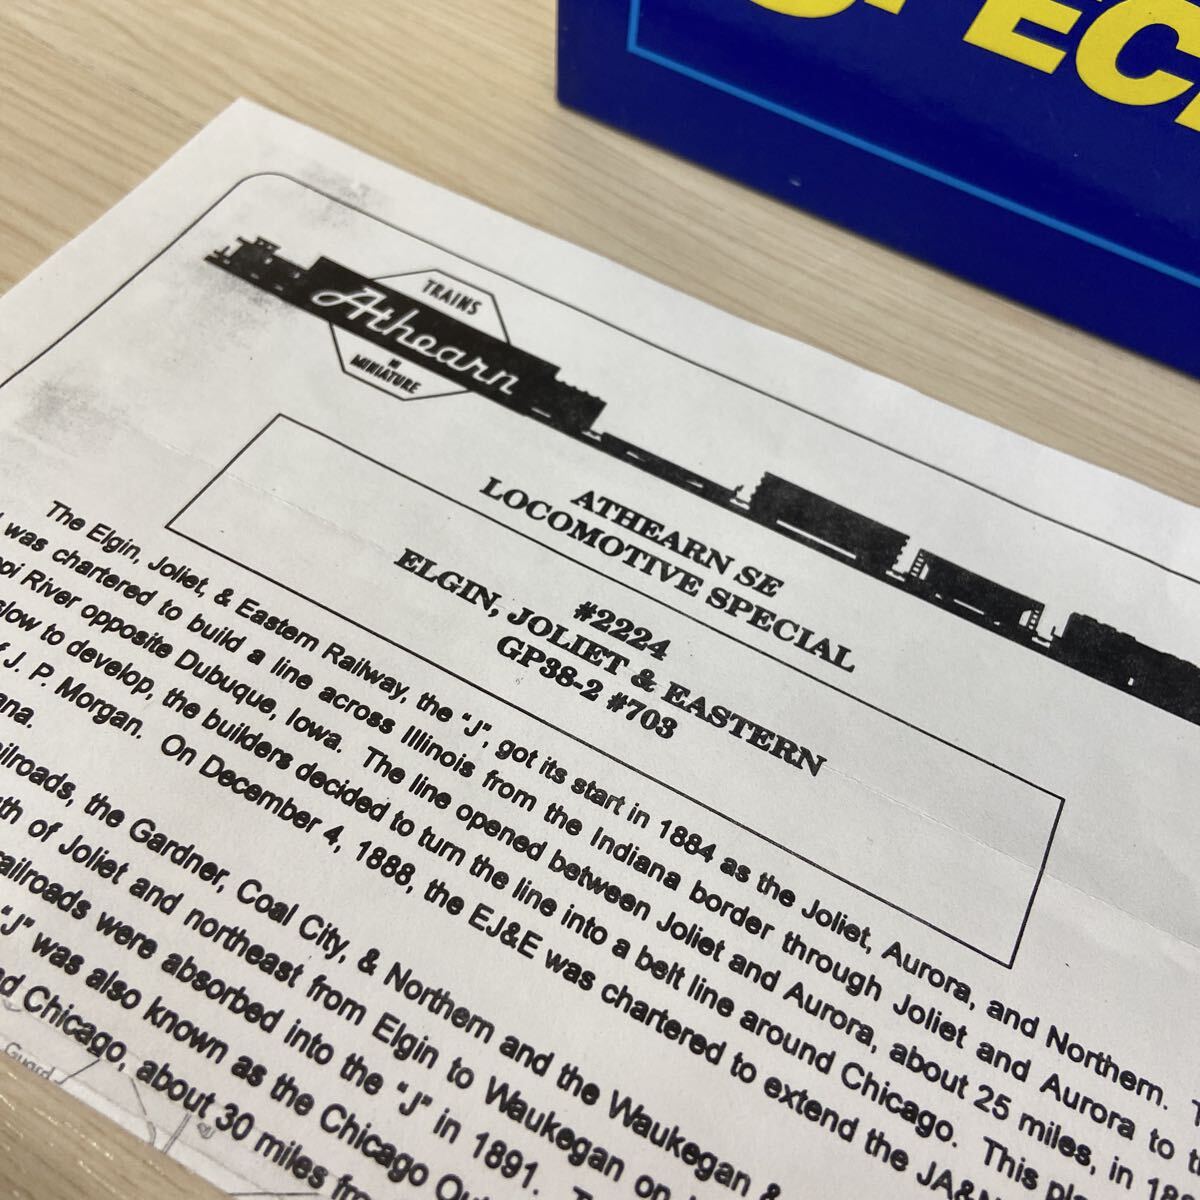 SPECI
TRAINS
Athearn
IN
MINIATURE
ATHEARN SE
LOCOMOTIVE SPECIAL
#2224
ELGIN, JOLIET & EASTERN
GP38-2 #703
The Elgin, Joliet, & Eastern Railway, the "J", got its start in 1884 as the Joliet, Aurora, and Northern.
was chartered to build a line across Illinois from the Indiana border through Joliet and Aurora to
River opposite Dubuque, Iowa. The line opened between Joliet and Aurora, about 25 miles, in
slow to develop, the builders decided to turn the line into a belt line around Chicago. This
J. P. Morgan. On December 4, 1888, the EJ&E was chartered to extend the JA&N
ana.
ailroads, the Gardner, Coal City, & Northern and the Waukegan &
th of Joliet and northeast from Elgin to Waukegan on
railroads were absorbed into the "J" in 1891.
"J" was also known as the Chicago Ou
d Chicago, about 30 miles
Guard